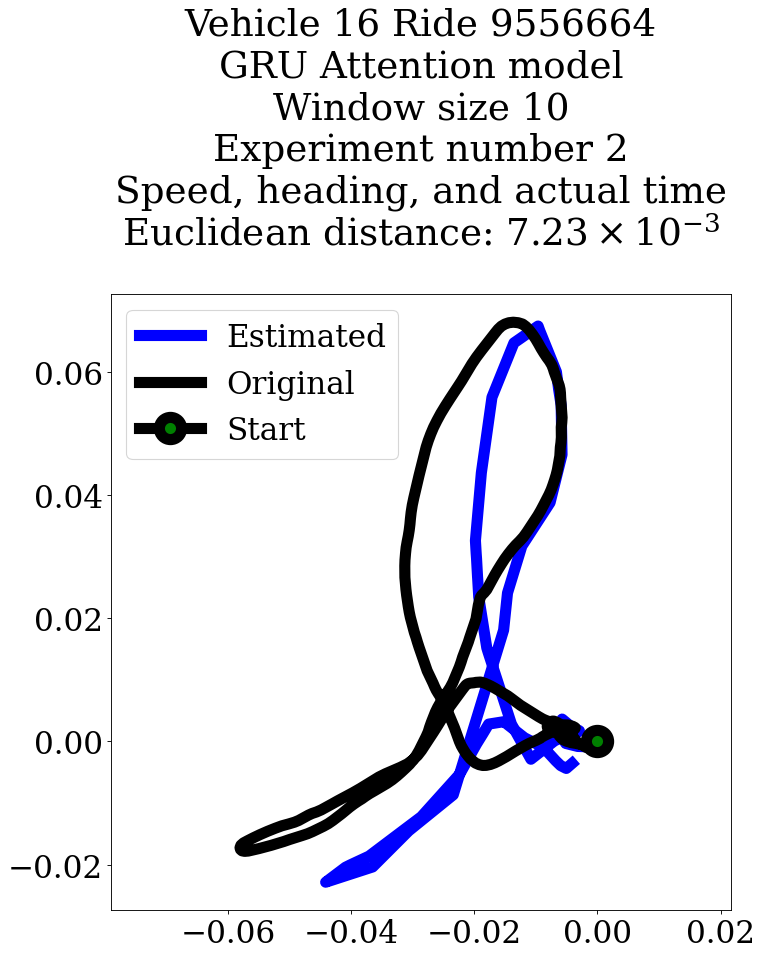 Vehicle 16 Ride 9556664
GRU Attention model
Window size 10
Experiment number 2
Speed, heading, and actual time
Euclidean distance: 7.23 × 10⁻³
Estimated
Original
Start
0.06
0.04
0.02
0.00
−0.02
−0.06 −0.04 −0.02 0.00 0.02